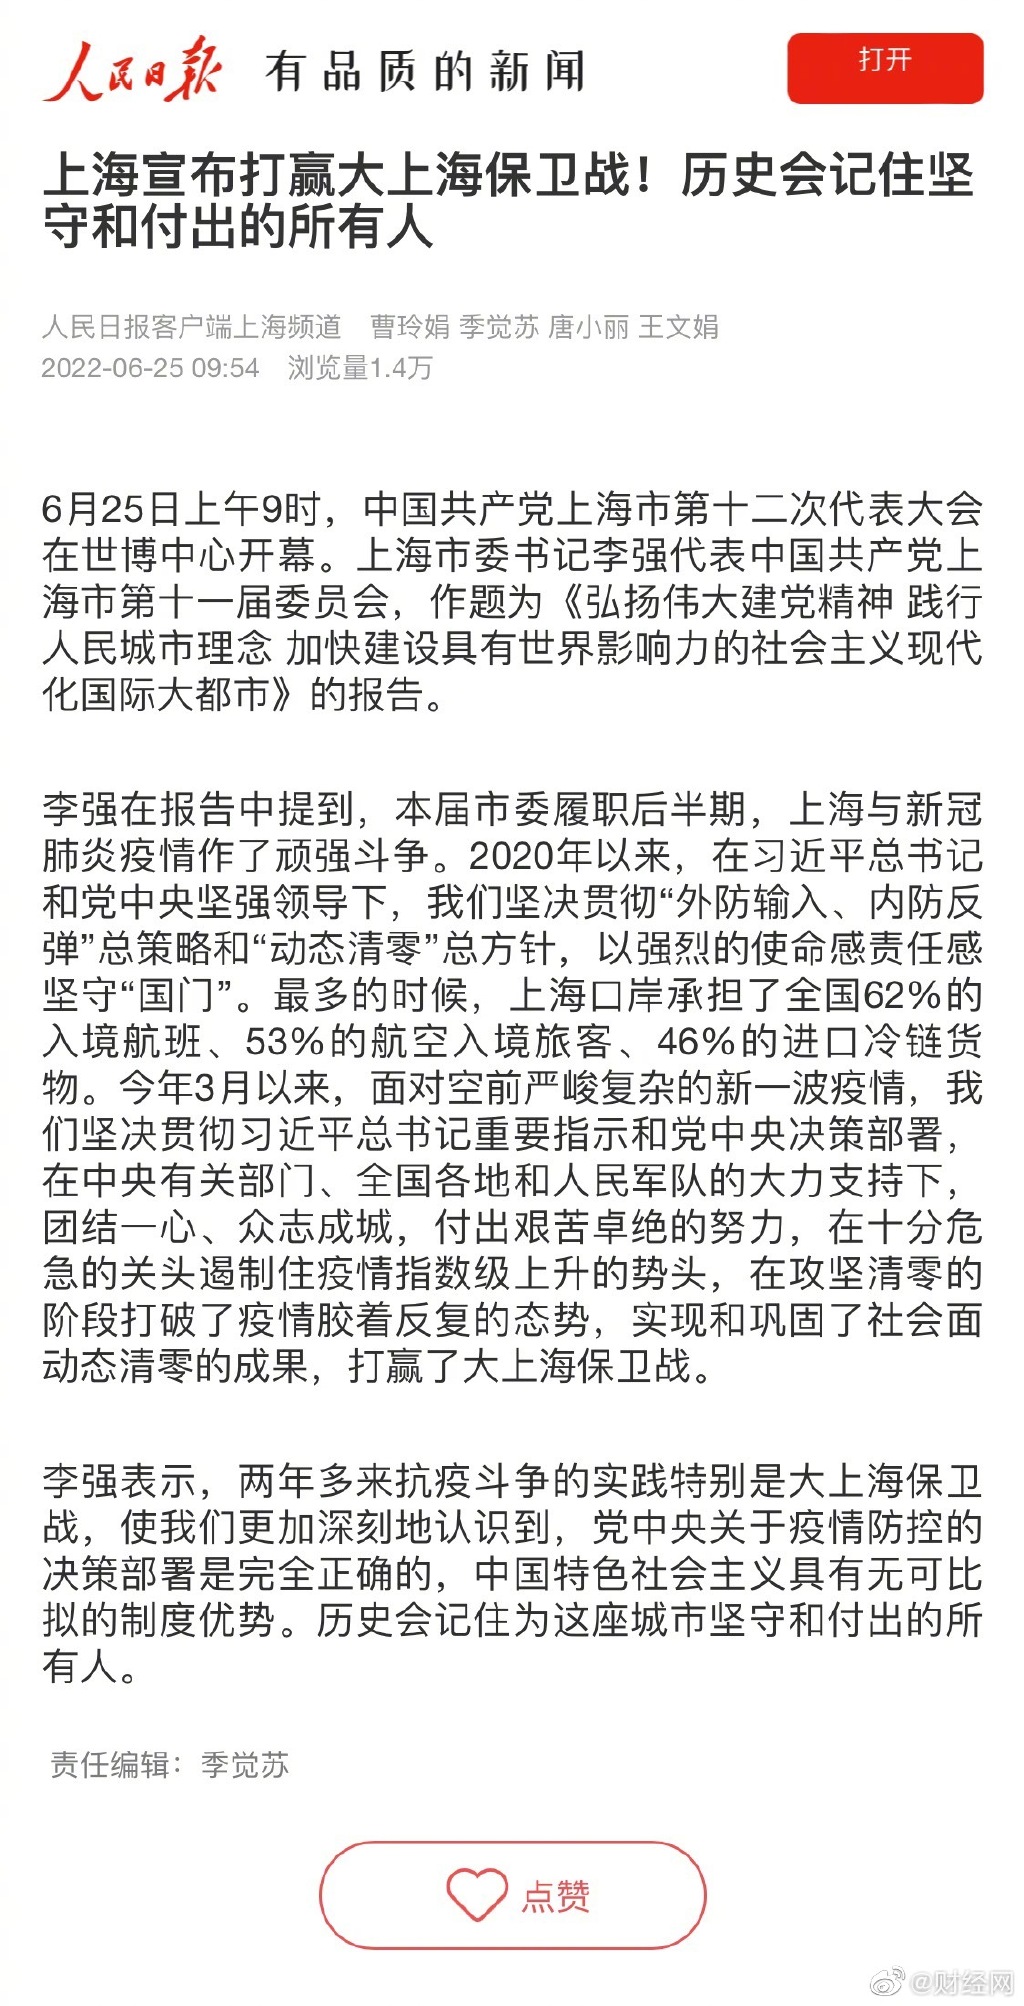 人民日报 有品质的新闻 打开
上海宣布打赢大上海保卫战！历史会记住坚
守和付出的所有人
人民日报客户端上海频道 曹玲娟 季觉苏 唐小丽 王文娟
2022-06-25 09:54 浏览量1.4万
6月25日上午9时，中国共产党上海市第十二次代表大会
在世博中心开幕。上海市委书记李强代表中国共产党上
海市第十一届委员会，作题为《弘扬伟大建党精神 践行
人民城市理念 加快建设具有世界影响力的社会主义现代
化国际大都市》的报告。
李强在报告中提到，本届市委履职后半期，上海与新冠
肺炎疫情作了顽强斗争。2020年以来，在习近平总书记
和党中央坚强领导下，我们坚决贯彻“外防输入、内防反
弹”总策略和“动态清零”总方针，以强烈的使命感责任感
坚守“国门”。最多的时候，上海口岸承担了全国62%的
入境航班、53%的航空入境旅客、46%的进口冷链货
物。今年3月以来，面对空前严峻复杂的新一波疫情，我
们坚决贯彻习近平总书记重要指示和党中央决策部署，
在中央有关部门、全国各地和人民军队的大力支持下，
团结一心、众志成城，付出艰苦卓绝的努力，在十分危
急的关头遏制住疫情指数级上升的势头，在攻坚清零的
阶段打破了疫情胶着反复的态势，实现和巩固了社会面
动态清零的成果，打赢了大上海保卫战。
李强表示，两年多来抗疫斗争的实践特别是大上海保卫
战，使我们更加深刻地认识到，党中央关于疫情防控的
决策部署是完全正确的，中国特色社会主义具有无可比
拟的制度优势。历史会记住为这座城市坚守和付出的所
有人。
责任编辑：季觉苏
点赞
@财经网